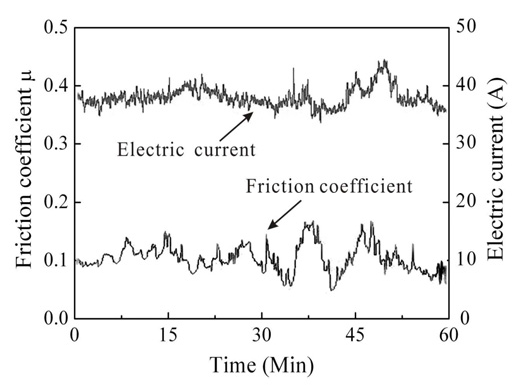 0.5
0.4
0.3
0.2
0.1
0.0
Friction coefficient μ
50
40
30
20
10
0
Electric current (A)
Electric current
Friction coefficient
0 15 30 45 60
Time (Min)